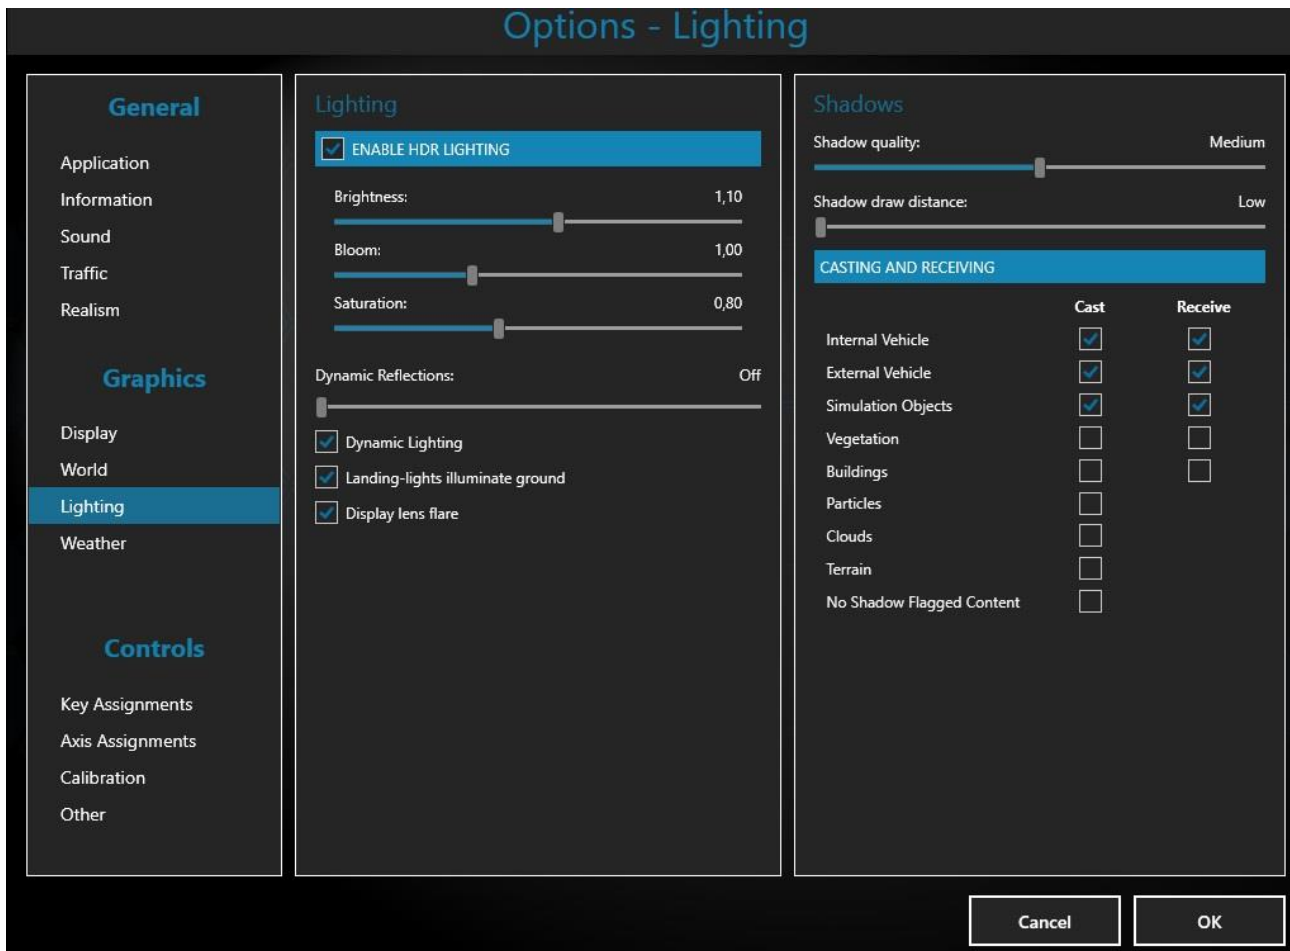 Options - Lighting
General
Application
Information
Sound
Traffic
Realism
Graphics
Display
World
Lighting
Weather
Controls
Key Assignments
Axis Assignments
Calibration
Other
Lighting
ENABLE HDR LIGHTING
Brightness: 1,10
Bloom: 1,00
Saturation: 0,80
Dynamic Reflections: Off
Dynamic Lighting
Landing-lights illuminate ground
Display lens flare
Shadows
Shadow quality: Medium
Shadow draw distance: Low
CASTING AND RECEIVING
Cast Receive
Internal Vehicle
External Vehicle
Simulation Objects
Vegetation
Buildings
Particles
Clouds
Terrain
No Shadow Flagged Content
Cancel OK